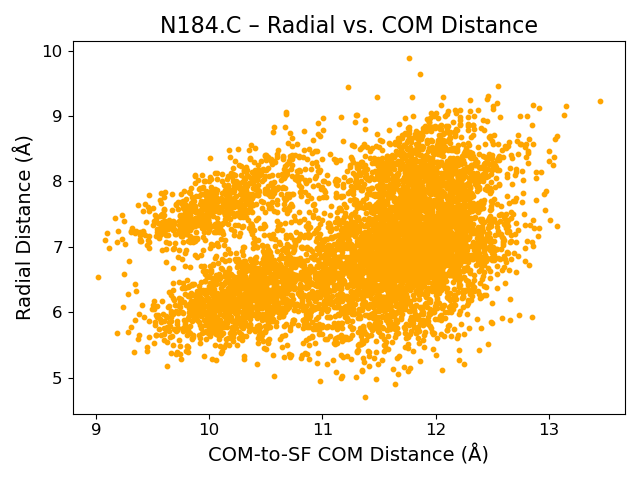 N184.C – Radial vs. COM Distance
10
9
8
7
6
5
Radial Distance (Å)
9 10 11 12 13
COM-to-SF COM Distance (Å)